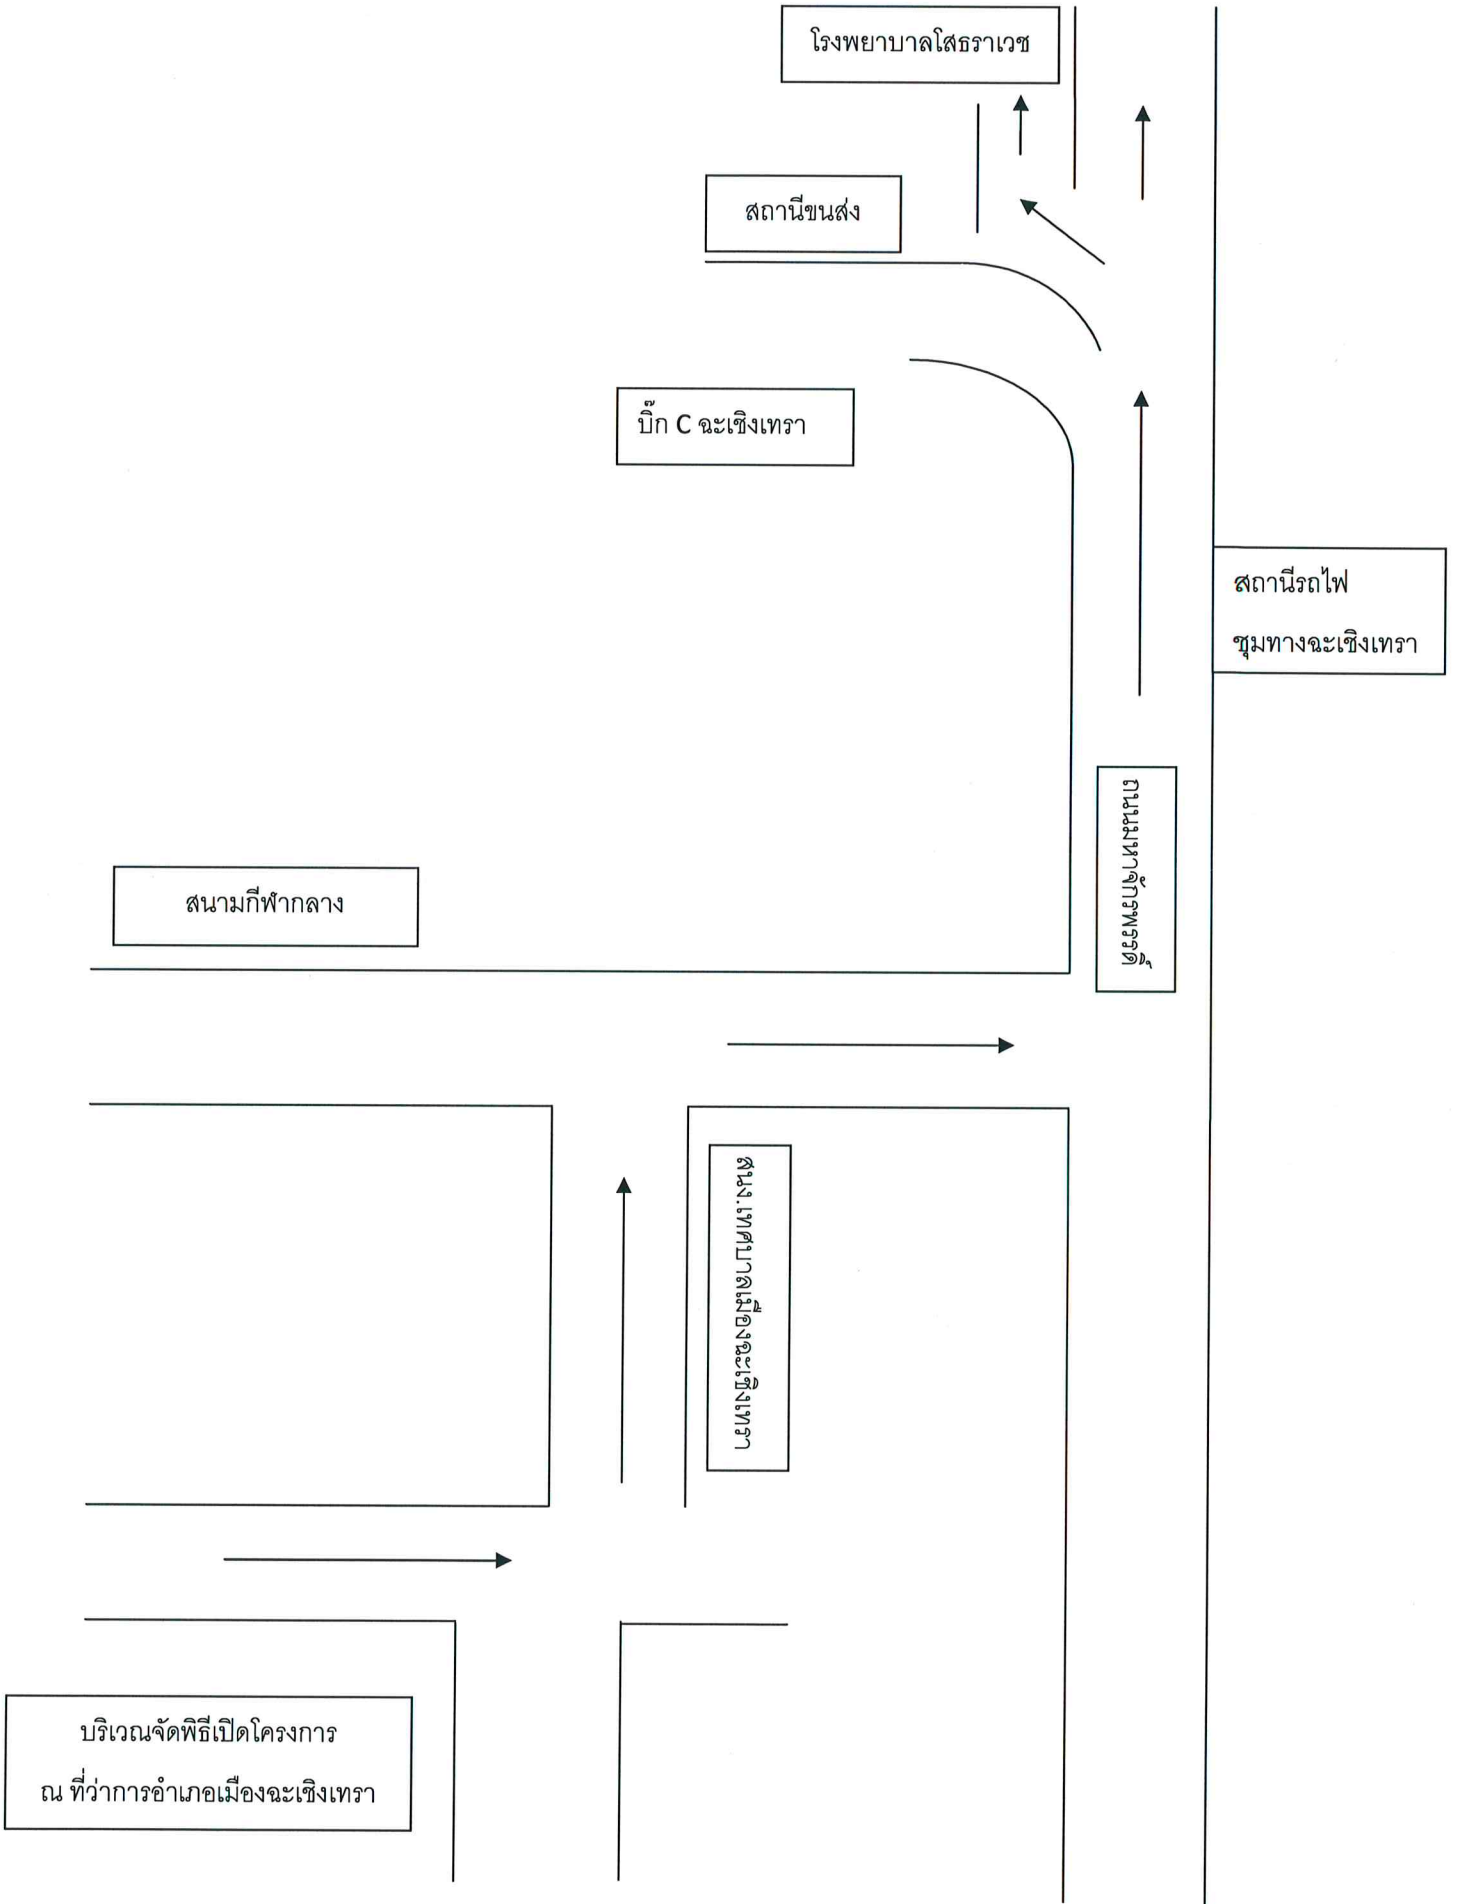 โรงพยาบาลโสธราเวช
สถานีขนส่ง
บิ๊ก C ฉะเชิงเทรา
สถานีรถไฟ
ชุมทางฉะเชิงเทรา
ถนนมหาจักรพรรดิ์
สนามกีฬากลาง
สนง.เทศบาลเมืองฉะเชิงเทรา
บริเวณจัดพิธีเปิดโครงการ
ณ ที่ว่าการอำเภอเมืองฉะเชิงเทรา